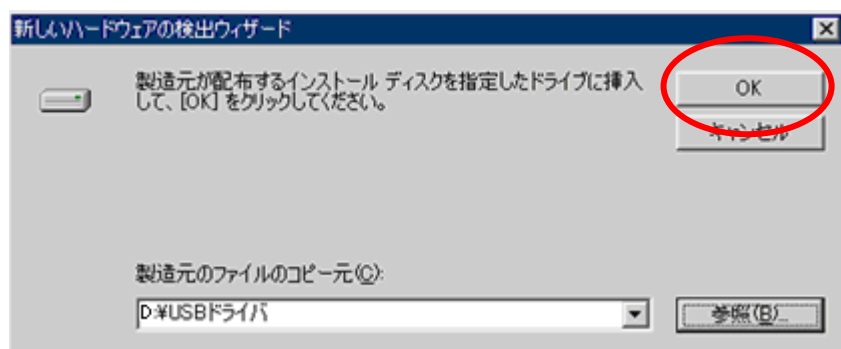 新しいハードウェアの検出ウィザード
製造元が配布するインストール ディスクを指定したドライブに挿入
して、[OK] をクリックしてください。
OK
キャンセル
製造元のファイルのコピー元(C):
D:¥USBドライバ
参照(B)...